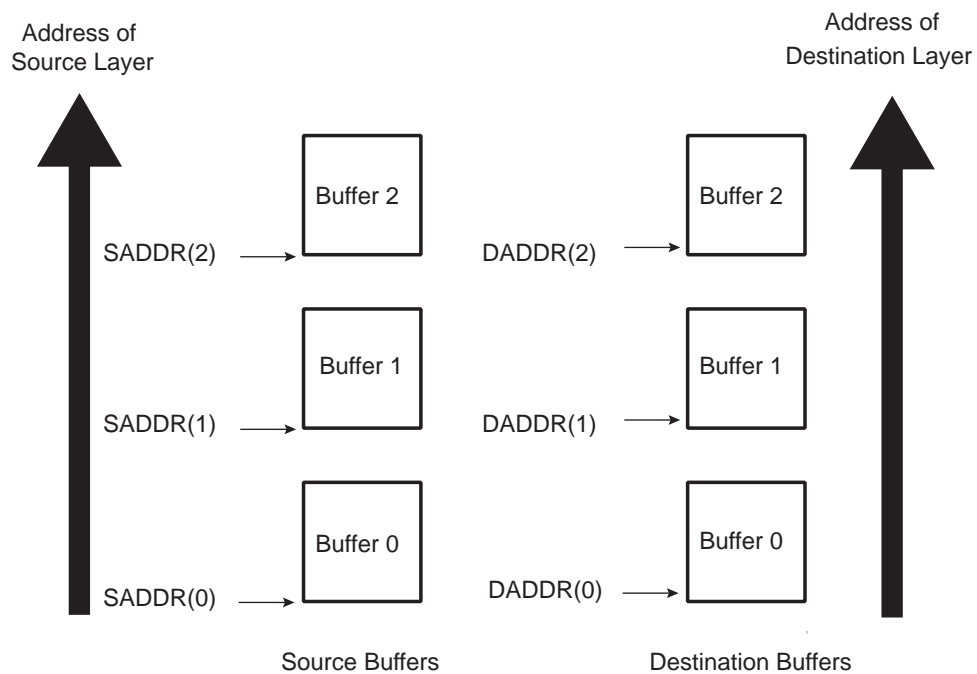 Address of
Source Layer
Address of
Destination Layer
Buffer 2
Buffer 2
SADDR(2)
DADDR(2)
Buffer 1
Buffer 1
SADDR(1)
DADDR(1)
Buffer 0
Buffer 0
SADDR(0)
DADDR(0)
Source Buffers
Destination Buffers